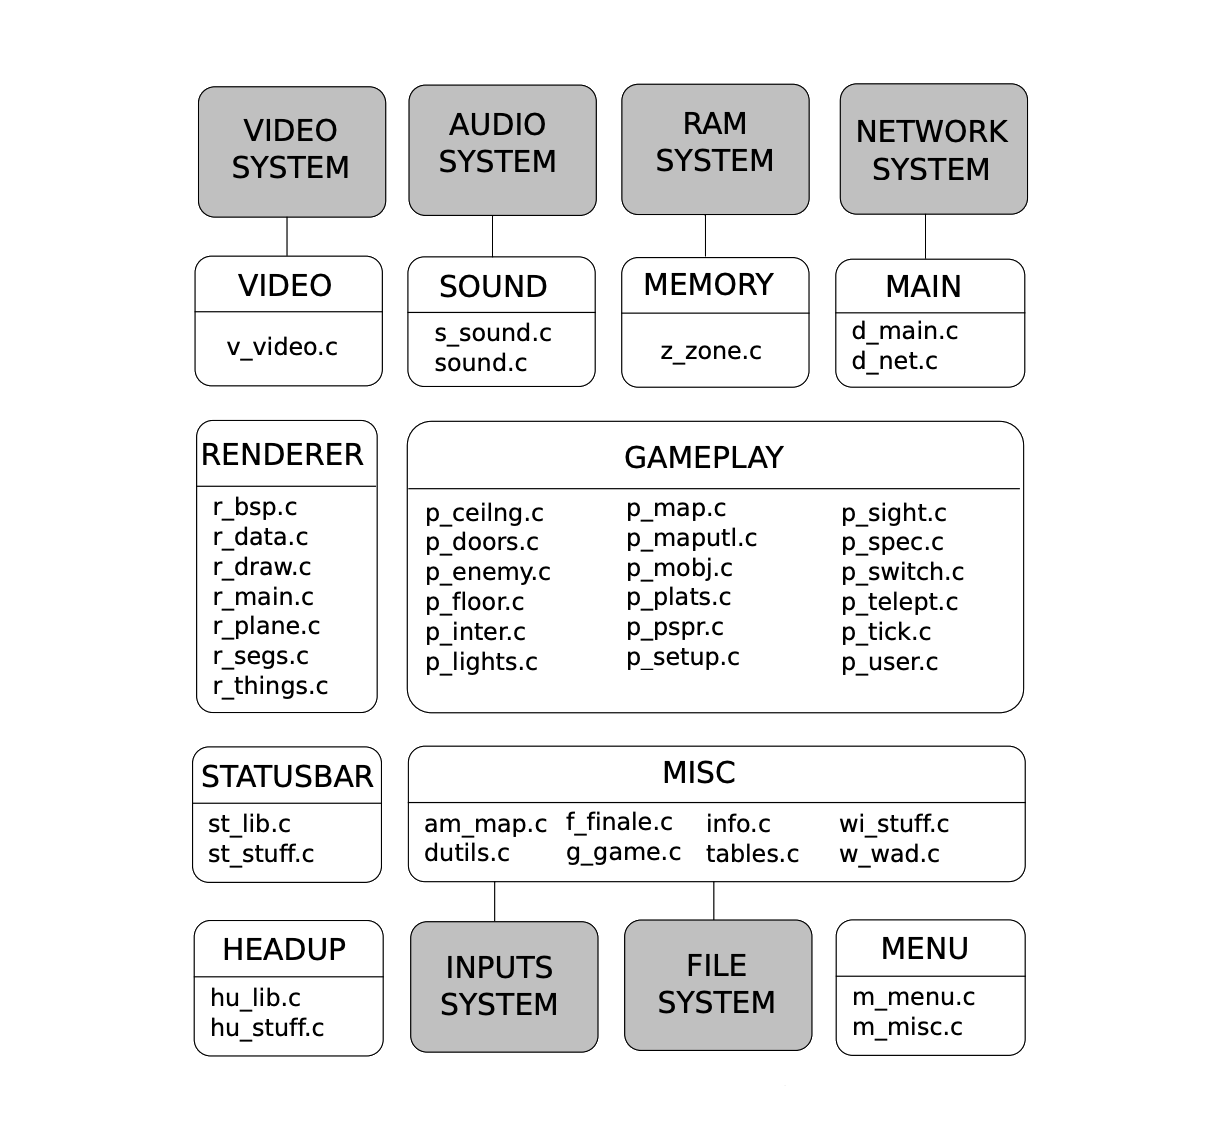 VIDEO
SYSTEM
AUDIO
SYSTEM
RAM
SYSTEM
NETWORK
SYSTEM
VIDEO
v_video.c
SOUND
s_sound.c
sound.c
MEMORY
z_zone.c
MAIN
d_main.c
d_net.c
RENDERER
r_bsp.c
r_data.c
r_draw.c
r_main.c
r_plane.c
r_segs.c
r_things.c
GAMEPLAY
p_ceilng.c
p_doors.c
p_enemy.c
p_floor.c
p_inter.c
p_lights.c
p_map.c
p_maputl.c
p_mobj.c
p_plats.c
p_pspr.c
p_setup.c
p_sight.c
p_spec.c
p_switch.c
p_telept.c
p_tick.c
p_user.c
STATUSBAR
st_lib.c
st_stuff.c
MISC
am_map.c
dutils.c
f_finale.c
g_game.c
info.c
tables.c
wi_stuff.c
w_wad.c
HEADUP
hu_lib.c
hu_stuff.c
INPUTS
SYSTEM
FILE
SYSTEM
MENU
m_menu.c
m_misc.c